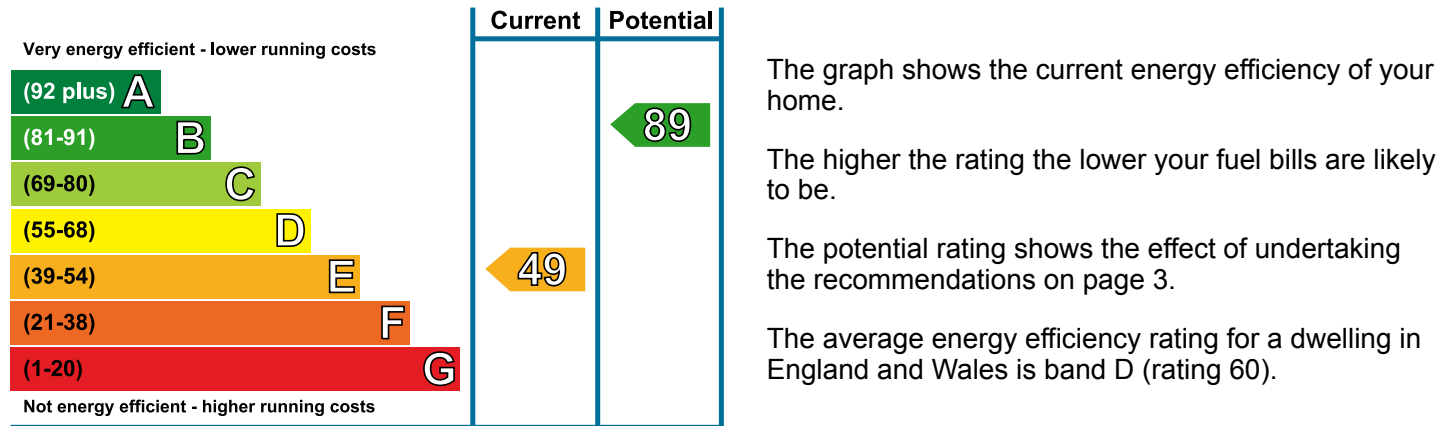 Current Potential
Very energy efficient - lower running costs
(92 plus) A
(81-91) B
89
(69-80) C
(55-68) D
(39-54) E
49
(21-38) F
(1-20) G
Not energy efficient - higher running costs
The graph shows the current energy efficiency of your
home.
The higher the rating the lower your fuel bills are likely
to be.
The potential rating shows the effect of undertaking
the recommendations on page 3.
The average energy efficiency rating for a dwelling in
England and Wales is band D (rating 60).